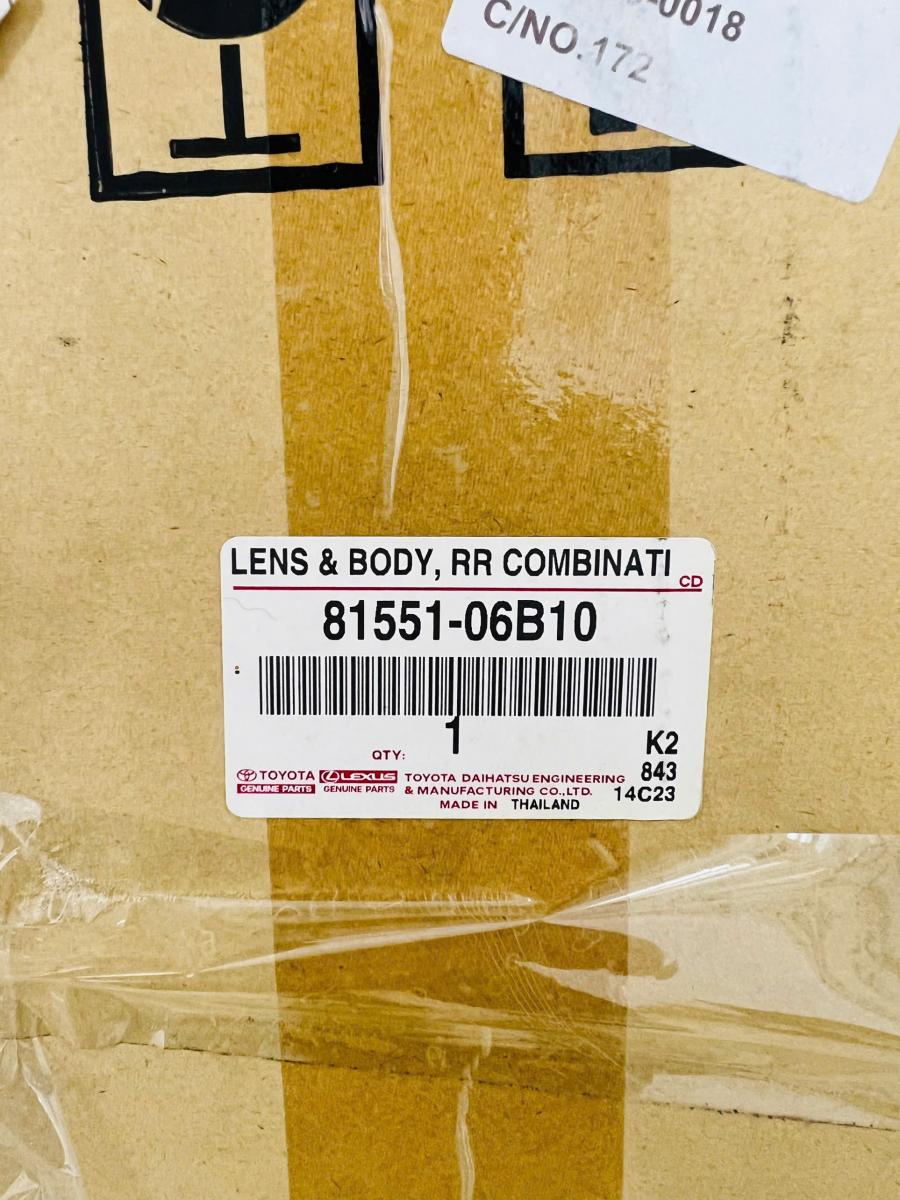 -0018
C/NO.172
LENS & BODY, RR COMBINATI
CD
81551-06B10
1
QTY:
K2
843
14C23
TOYOTA
GENUINE PARTS
LEXUS
GENUINE PARTS
TOYOTA DAIHATSU ENGINEERING
& MANUFACTURING CO.,LTD.
MADE IN THAILAND